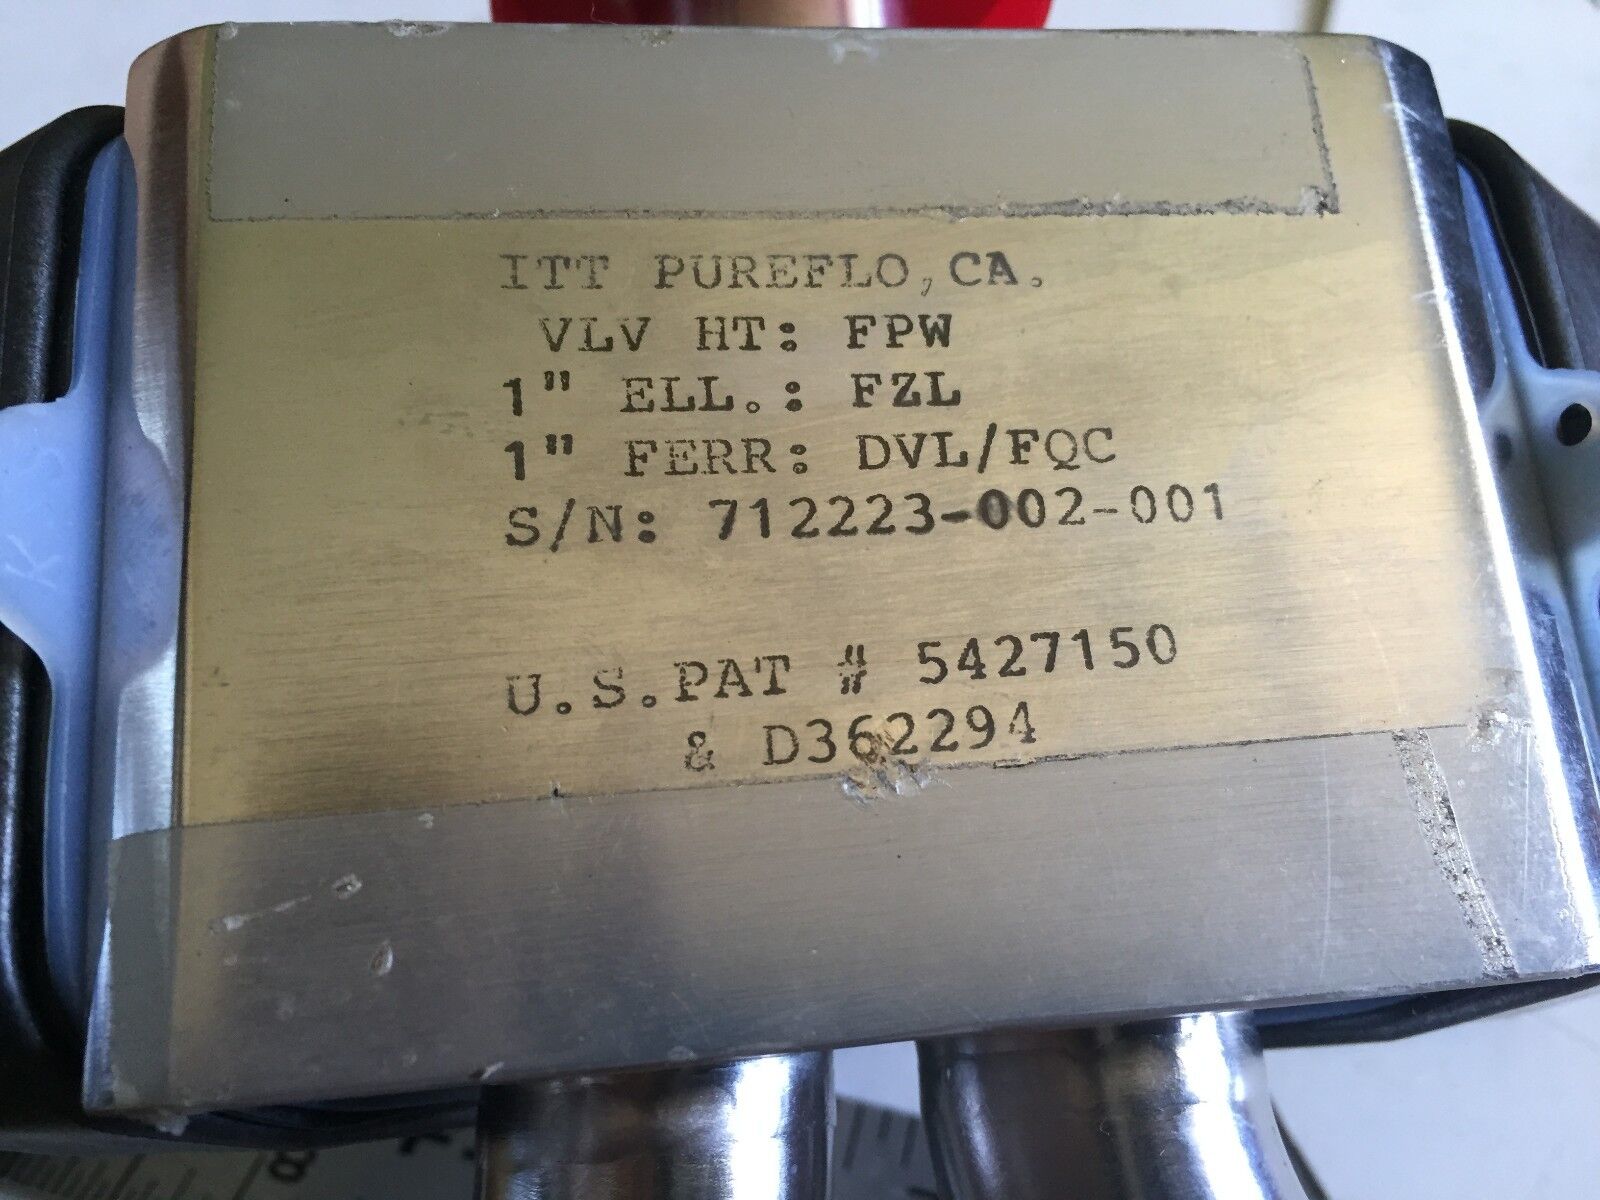 ITT PUREFLO, CA.
VLV HT: FPW
1" ELL.: FZL
1" FERR: DVL/FQC
S/N: 712223-002-001
U.S.PAT # 5427150
& D362294
K
8